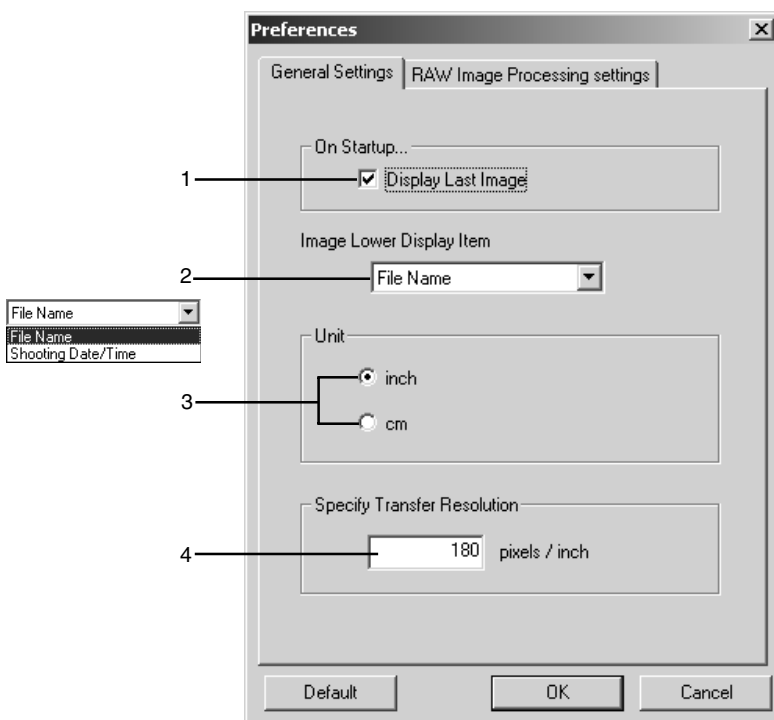 Preferences
General Settings RAW Image Processing settings
On Startup...
1 Display Last Image
Image Lower Display Item
2 File Name
File Name
File Name
Shooting Date/Time
Unit
inch
3
cm
Specify Transfer Resolution
4 180 pixels / inch
Default OK Cancel